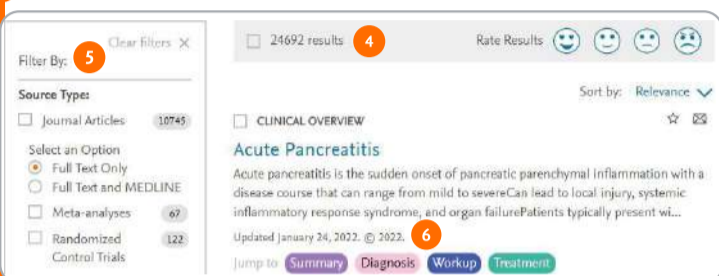 Clear filters ×
Filter By: 5
Source Type:
Journal Articles 10745
Select an Option
Full Text Only
Full Text and MEDLINE
Meta-analyses 67
Randomized 122
Control Trials
24692 results 4
Rate Results
Sort by: Relevance
CLINICAL OVERVIEW
Acute Pancreatitis
Acute pancreatitis is the sudden onset of pancreatic parenchymal inflammation with a
disease course that can range from mild to severeCan lead to local injury, systemic
inflammatory response syndrome, and organ failurePatients typically present wi...
Updated January 24, 2022. © 2022. 6
Jump to Summary Diagnosis Workup Treatment